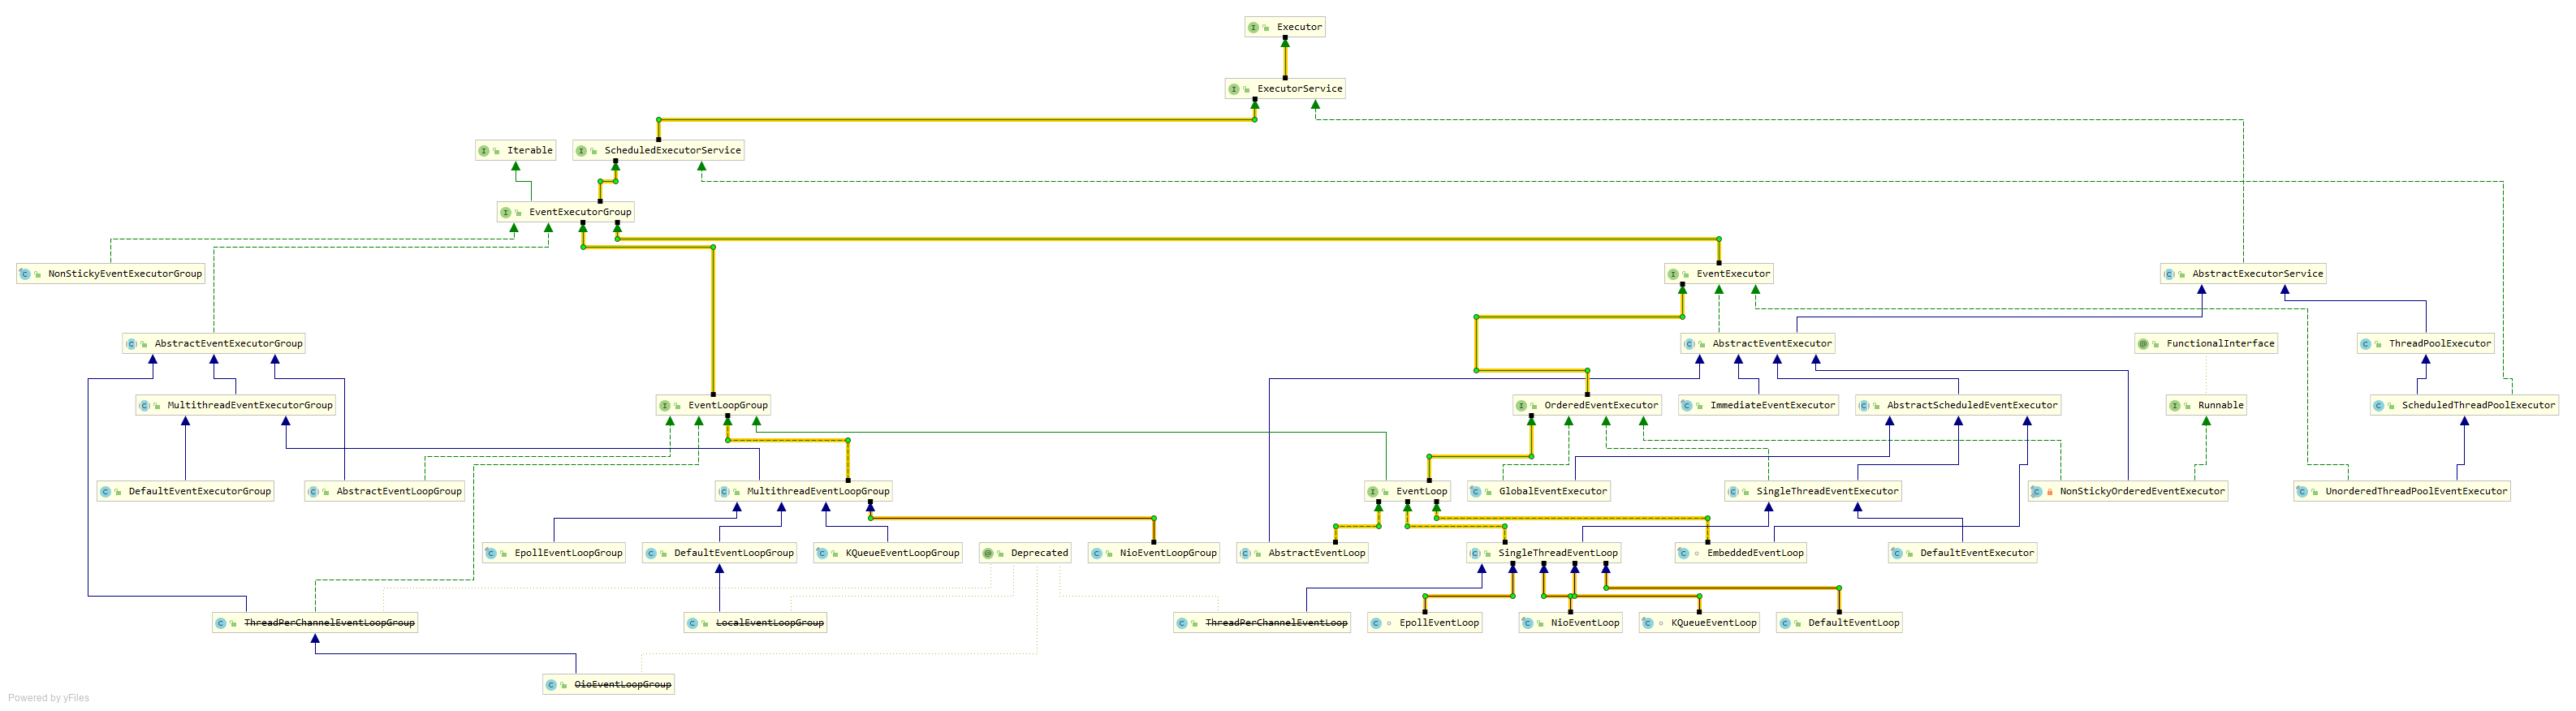 Executor
ExecutorService
Iterable
ScheduledExecutorService
EventExecutorGroup
NonStickyEventExecutorGroup
EventExecutor
AbstractExecutorService
AbstractEventExecutorGroup
AbstractEventExecutor
FunctionalInterface
ThreadPoolExecutor
MultithreadEventExecutorGroup
EventLoopGroup
OrderedEventExecutor
ImmediateEventExecutor
AbstractScheduledEventExecutor
Runnable
ScheduledThreadPoolExecutor
DefaultEventExecutorGroup
AbstractEventLoopGroup
MultithreadEventLoopGroup
EventLoop
GlobalEventExecutor
SingleThreadEventExecutor
NonStickyOrderedEventExecutor
UnorderedThreadPoolEventExecutor
EpollEventLoopGroup
DefaultEventLoopGroup
KQueueEventLoopGroup
Deprecated
NioEventLoopGroup
AbstractEventLoop
SingleThreadEventLoop
EmbeddedEventLoop
DefaultEventExecutor
ThreadPerChannelEventLoopGroup
LocalEventLoopGroup
ThreadPerChannelEventLoop
EpollEventLoop
NioEventLoop
KQueueEventLoop
DefaultEventLoop
OioEventLoopGroup
Powered by yFiles